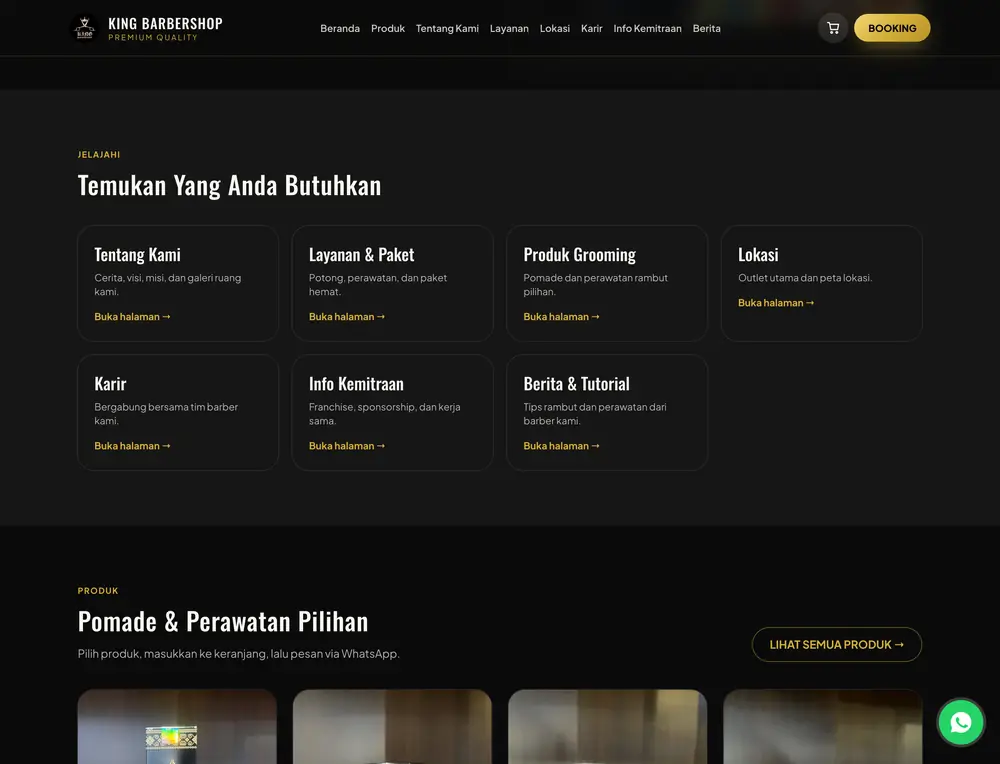 KING BARBERSHOP
PREMIUM QUALITY
Beranda Produk Tentang Kami Layanan Lokasi Karir Info Kemitraan Berita
BOOKING
JELAJAHI
Temukan Yang Anda Butuhkan
Tentang Kami
Cerita, visi, misi, dan galeri ruang
kami.
Buka halaman →
Layanan & Paket
Potong, perawatan, dan paket
hemat.
Buka halaman →
Produk Grooming
Pomade dan perawatan rambut
pilihan.
Buka halaman →
Lokasi
Outlet utama dan peta lokasi.
Buka halaman →
Karir
Bergabung bersama tim barber
kami.
Buka halaman →
Info Kemitraan
Franchise, sponsorship, dan kerja
sama.
Buka halaman →
Berita & Tutorial
Tips rambut dan perawatan dari
barber kami.
Buka halaman →
PRODUK
Pomade & Perawatan Pilihan
Pilih produk, masukkan ke keranjang, lalu pesan via WhatsApp.
LIHAT SEMUA PRODUK →